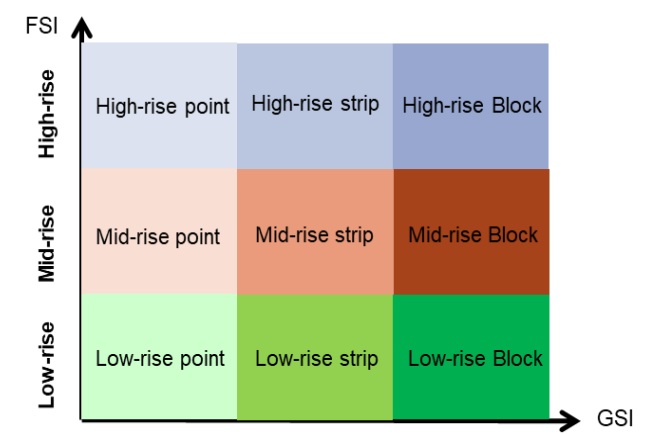 FSI
High-rise
High-rise point
High-rise strip
High-rise Block
Mid-rise
Mid-rise point
Mid-rise strip
Mid-rise Block
Low-rise
Low-rise point
Low-rise strip
Low-rise Block
GSI